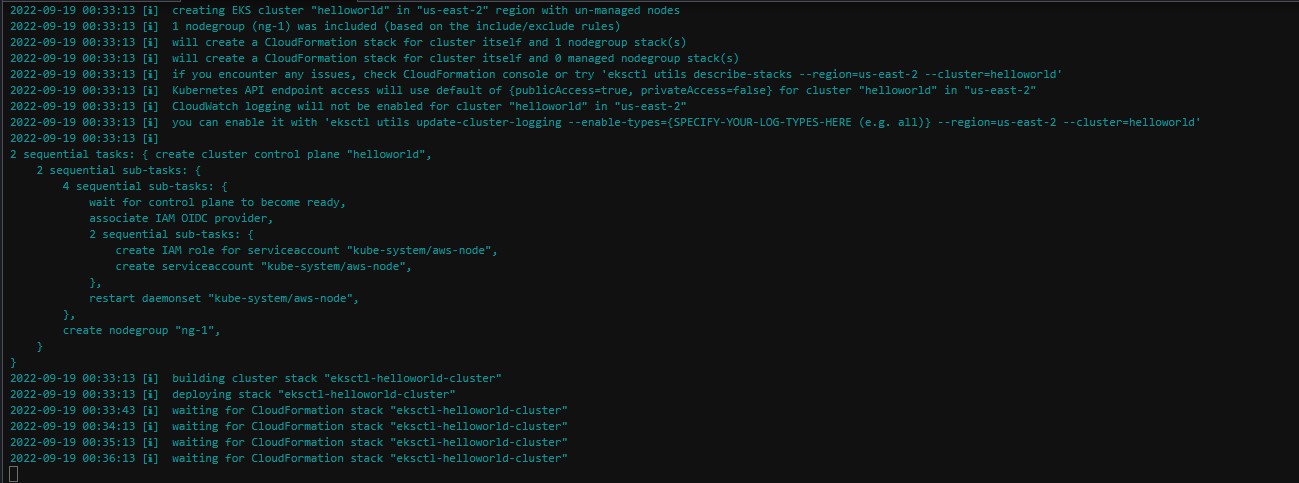 2022-09-19 00:33:13 [ℹ]  creating EKS cluster "helloworld" in "us-east-2" region with un-managed nodes
2022-09-19 00:33:13 [ℹ]  1 nodegroup (ng-1) was included (based on the include/exclude rules)
2022-09-19 00:33:13 [ℹ]  will create a CloudFormation stack for cluster itself and 1 nodegroup stack(s)
2022-09-19 00:33:13 [ℹ]  will create a CloudFormation stack for cluster itself and 0 managed nodegroup stack(s)
2022-09-19 00:33:13 [ℹ]  if you encounter any issues, check CloudFormation console or try 'eksctl utils describe-stacks --region=us-east-2 --cluster=helloworld'
2022-09-19 00:33:13 [ℹ]  Kubernetes API endpoint access will use default of {publicAccess=true, privateAccess=false} for cluster "helloworld" in "us-east-2"
2022-09-19 00:33:13 [ℹ]  CloudWatch logging will not be enabled for cluster "helloworld" in "us-east-2"
2022-09-19 00:33:13 [ℹ]  you can enable it with 'eksctl utils update-cluster-logging --enable-types={SPECIFY-YOUR-LOG-TYPES-HERE (e.g. all)} --region=us-east-2 --cluster=helloworld'
2022-09-19 00:33:13 [ℹ]
2 sequential tasks: { create cluster control plane "helloworld",
    2 sequential sub-tasks: {
        4 sequential sub-tasks: {
            wait for control plane to become ready,
            associate IAM OIDC provider,
            2 sequential sub-tasks: {
                create IAM role for serviceaccount "kube-system/aws-node",
                create serviceaccount "kube-system/aws-node",
            },
            restart daemonset "kube-system/aws-node",
        },
        create nodegroup "ng-1",
    }
}
2022-09-19 00:33:13 [ℹ]  building cluster stack "eksctl-helloworld-cluster"
2022-09-19 00:33:13 [ℹ]  deploying stack "eksctl-helloworld-cluster"
2022-09-19 00:33:43 [ℹ]  waiting for CloudFormation stack "eksctl-helloworld-cluster"
2022-09-19 00:34:13 [ℹ]  waiting for CloudFormation stack "eksctl-helloworld-cluster"
2022-09-19 00:35:13 [ℹ]  waiting for CloudFormation stack "eksctl-helloworld-cluster"
2022-09-19 00:36:13 [ℹ]  waiting for CloudFormation stack "eksctl-helloworld-cluster"